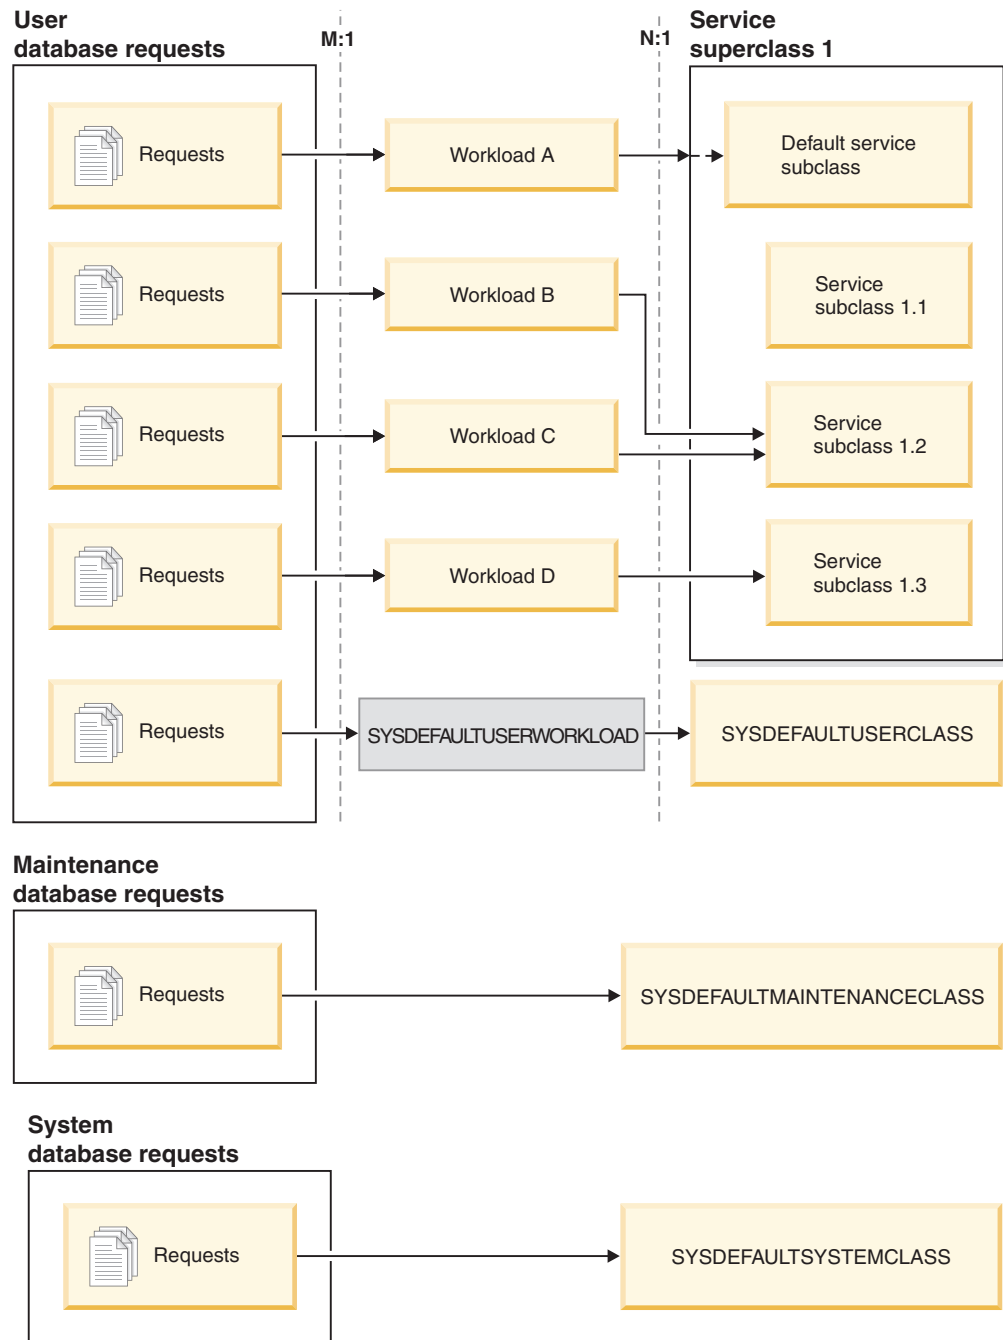 User
database requests
M:1
N:1
Service
superclass 1
Requests
Workload A
Default service
subclass
Requests
Workload B
Service
subclass 1.1
Requests
Workload C
Service
subclass 1.2
Requests
Workload D
Service
subclass 1.3
Requests
SYSDEFAULTUSERWORKLOAD
SYSDEFAULTUSERCLASS
Maintenance
database requests
Requests
SYSDEFAULTMAINTENANCECLASS
System
database requests
Requests
SYSDEFAULTSYSTEMCLASS